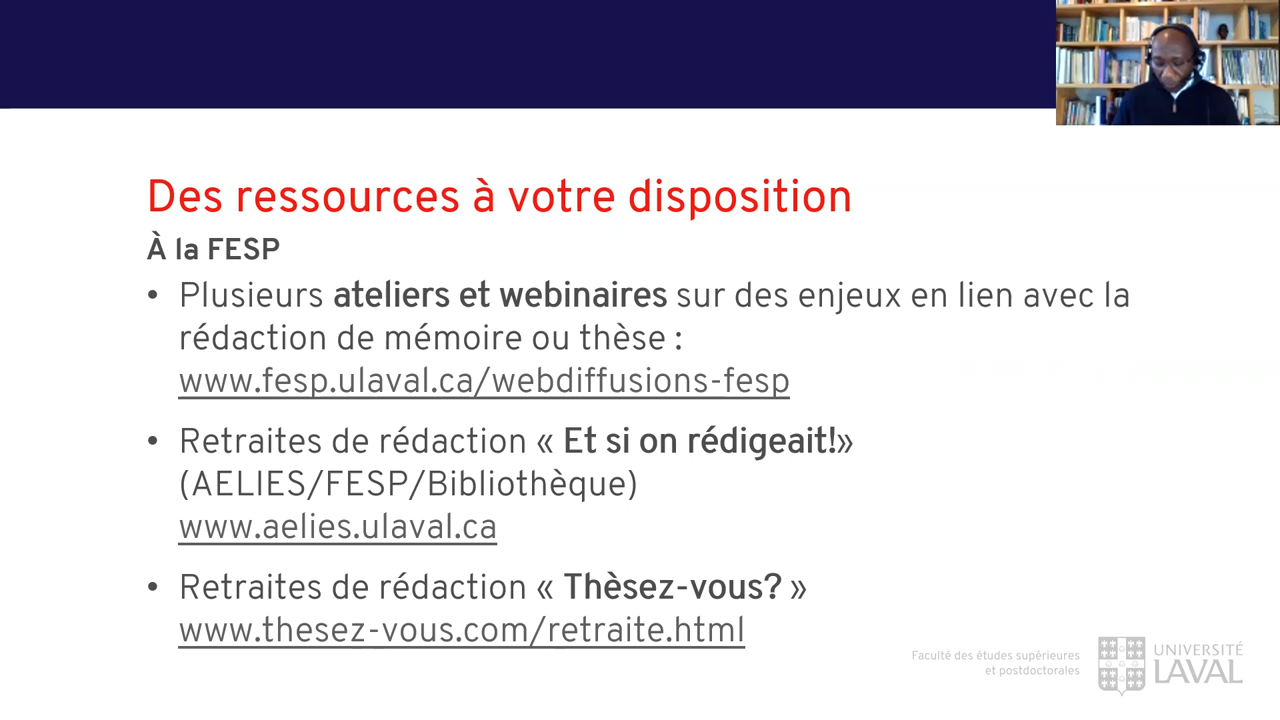 Des ressources à votre disposition
À la FESP
• Plusieurs ateliers et webinaires sur des enjeux en lien avec la
rédaction de mémoire ou thèse :
www.fesp.ulaval.ca/webdiffusions-fesp
• Retraites de rédaction « Et si on rédigeait!»
(AELIES/FESP/Bibliothèque)
www.aelies.ulaval.ca
• Retraites de rédaction « Thèsez-vous? »
www.thesez-vous.com/retraite.html
Faculté des études supérieures
et postdoctorales
UNIVERSITÉ
LAVAL